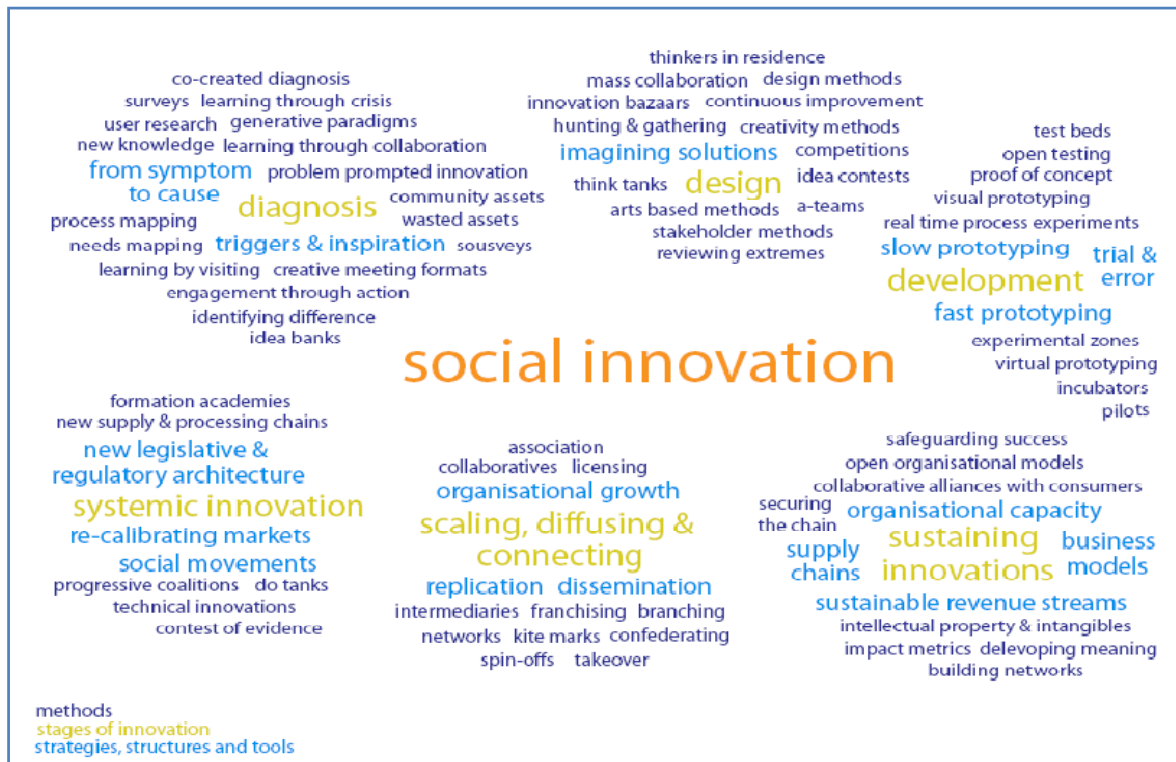 co-created diagnosis
surveys learning through crisis
user research generative paradigms
new knowledge learning through collaboration
from symptom
to cause
problem prompted innovation
diagnosis
community assets
wasted assets
process mapping
needs mapping triggers & inspiration sousveys
learning by visiting creative meeting formats
engagement through action
identifying difference
idea banks
thinkers in residence
mass collaboration design methods
innovation bazaars continuous improvement
hunting & gathering creativity methods
imagining solutions competitions
think tanks design idea contests
arts based methods a-teams
stakeholder methods
reviewing extremes
test beds
open testing
proof of concept
visual prototyping
real time process experiments
slow prototyping
trial &
error
development
fast prototyping
experimental zones
virtual prototyping
incubators
pilots
social innovation
formation academies
new supply & processing chains
new legislative &
regulatory architecture
systemic innovation
re-calibrating markets
social movements
progressive coalitions do tanks
technical innovations
contest of evidence
association
collaboratives licensing
organisational growth
scaling, diffusing &
connecting
replication dissemination
intermediaries franchising branching
networks kite marks confederating
spin-offs takeover
safeguarding success
open organisational models
collaborative alliances with consumers
securing
the chain
organisational capacity
supply
chains
sustaining
innovations
business
models
sustainable revenue streams
intellectual property & intangibles
impact metrics delevoping meaning
building networks
methods
stages of innovation
strategies, structures and tools